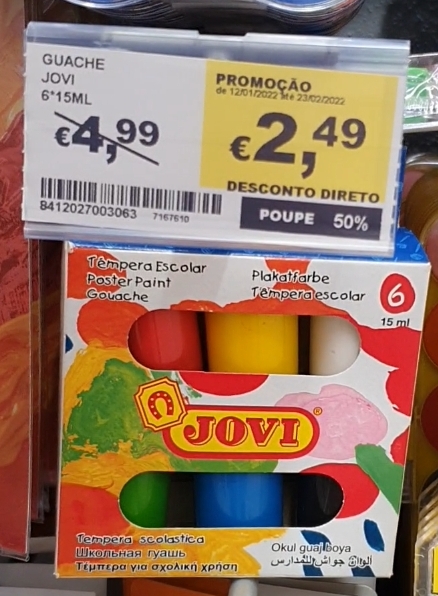 GUACHE
JOVI
6*15ML
€4,99
PROMOÇÃO
de 12/01/2022 até 23/02/2022
€2,49
DESCONTO DIRETO
POUPE 50%
8412027003063 7167610
Témpera Escolar
Poster Paint
Gouache
Plakatfarbe
Tèmpera escolar
6
15 ml
JOVI®
Tempera scolastica
Школьная гуашь
Τέμπερα για σχολική χρήση
Okul guaj boya
ألوان جواش للمدارس